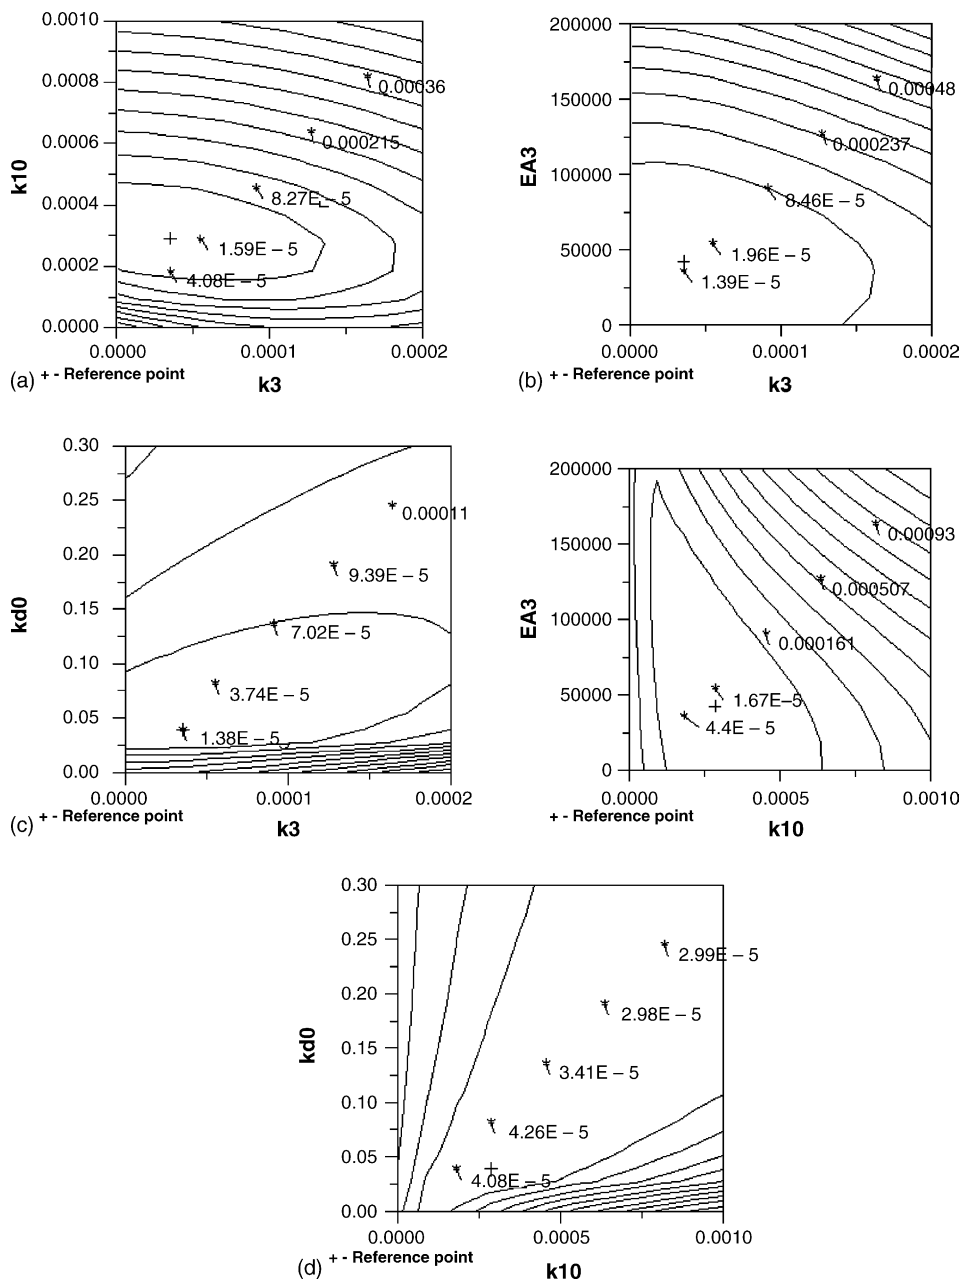 0.0010
0.0008
0.0006
0.0004
0.0002
0.0000
k10
0.00036
0.000215
8.27E – 5
1.59E – 5
4.08E – 5
0.0000
0.0001
0.0002
(a) + - Reference point
k3
200000
150000
100000
50000
0
EA3
0.00048
0.000237
8.46E – 5
1.96E – 5
1.39E – 5
0.0000
0.0001
0.0002
(b) + - Reference point
k3
0.30
0.25
0.20
0.15
0.10
0.05
0.00
kd0
0.00011
9.39E – 5
7.02E – 5
3.74E – 5
1.38E – 5
0.0000
0.0001
0.0002
(c) + - Reference point
k3
200000
150000
100000
50000
0
EA3
0.00093
0.000507
0.000161
1.67E–5
4.4E – 5
0.0000
0.0005
0.0010
+ - Reference point
k10
0.30
0.25
0.20
0.15
0.10
0.05
0.00
kd0
2.99E – 5
2.98E – 5
3.41E – 5
4.26E – 5
4.08E – 5
0.0000
0.0005
0.0010
(d) + - Reference point
k10